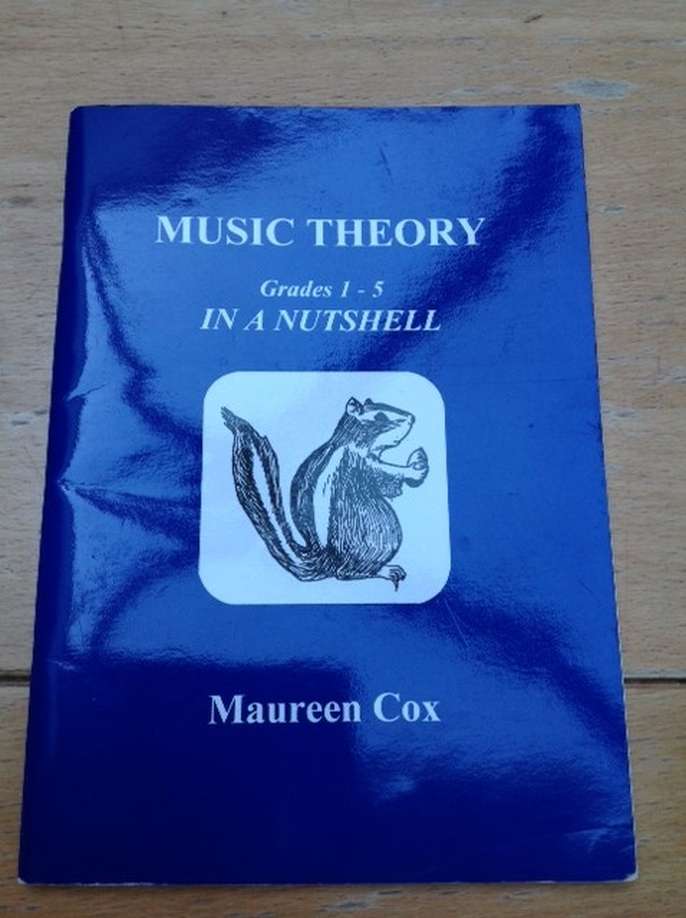 MUSIC THEORY
Grades 1 - 5
IN A NUTSHELL
Maureen Cox